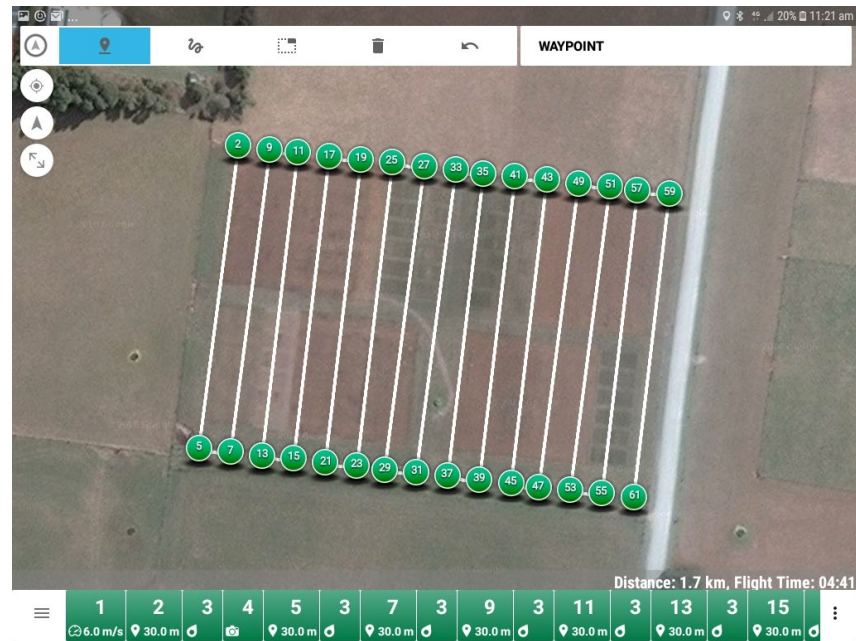 ... 4G 20% 11:21 am
WAYPOINT
2 9 11 17 19 25 27 33 35 41 43 49 51 57 59
5 7 13 15 21 23 29 31 37 39 45 47 53 55 61
Distance: 1.7 km, Flight Time: 04:41
1 2 3 4 5 3 7 3 9 3 11 3 13 3 15
6.0 m/s 30.0 m 30.0 m 30.0 m 30.0 m 30.0 m 30.0 m 30.0 m